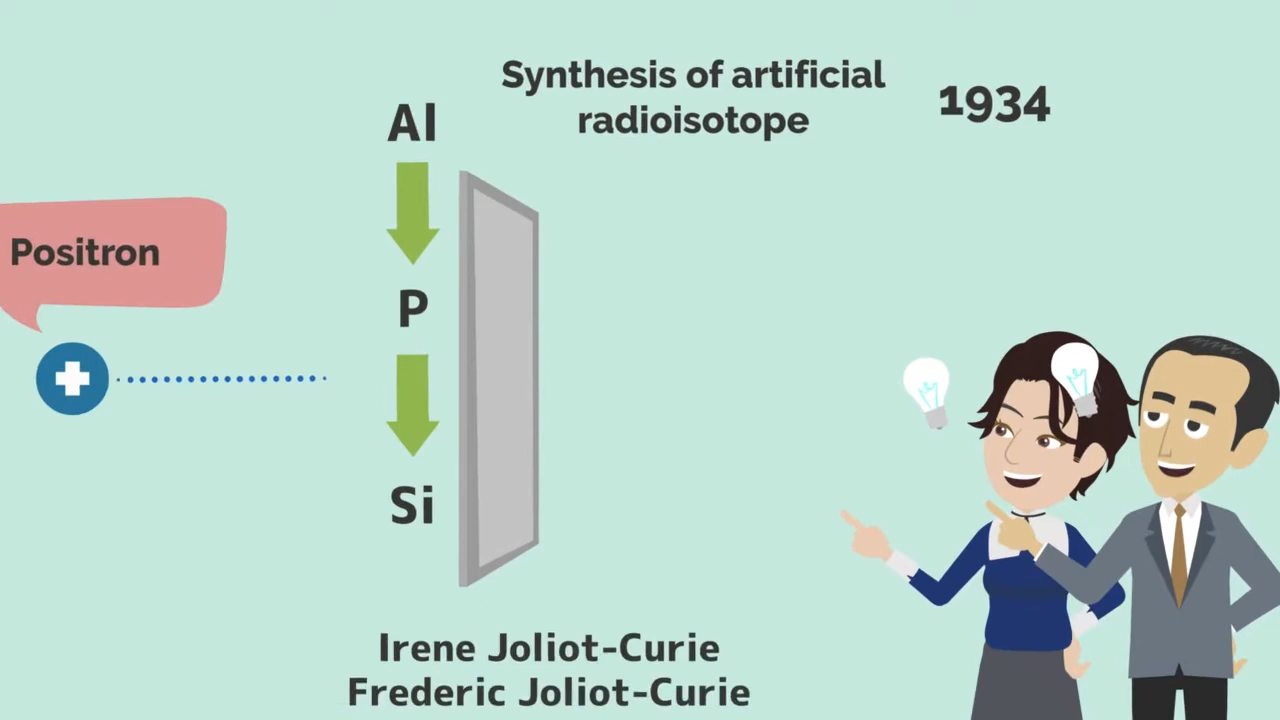 Synthesis of artificial
radioisotope
1934
Al
Positron
P
Si
Irene Joliot-Curie
Frederic Joliot-Curie